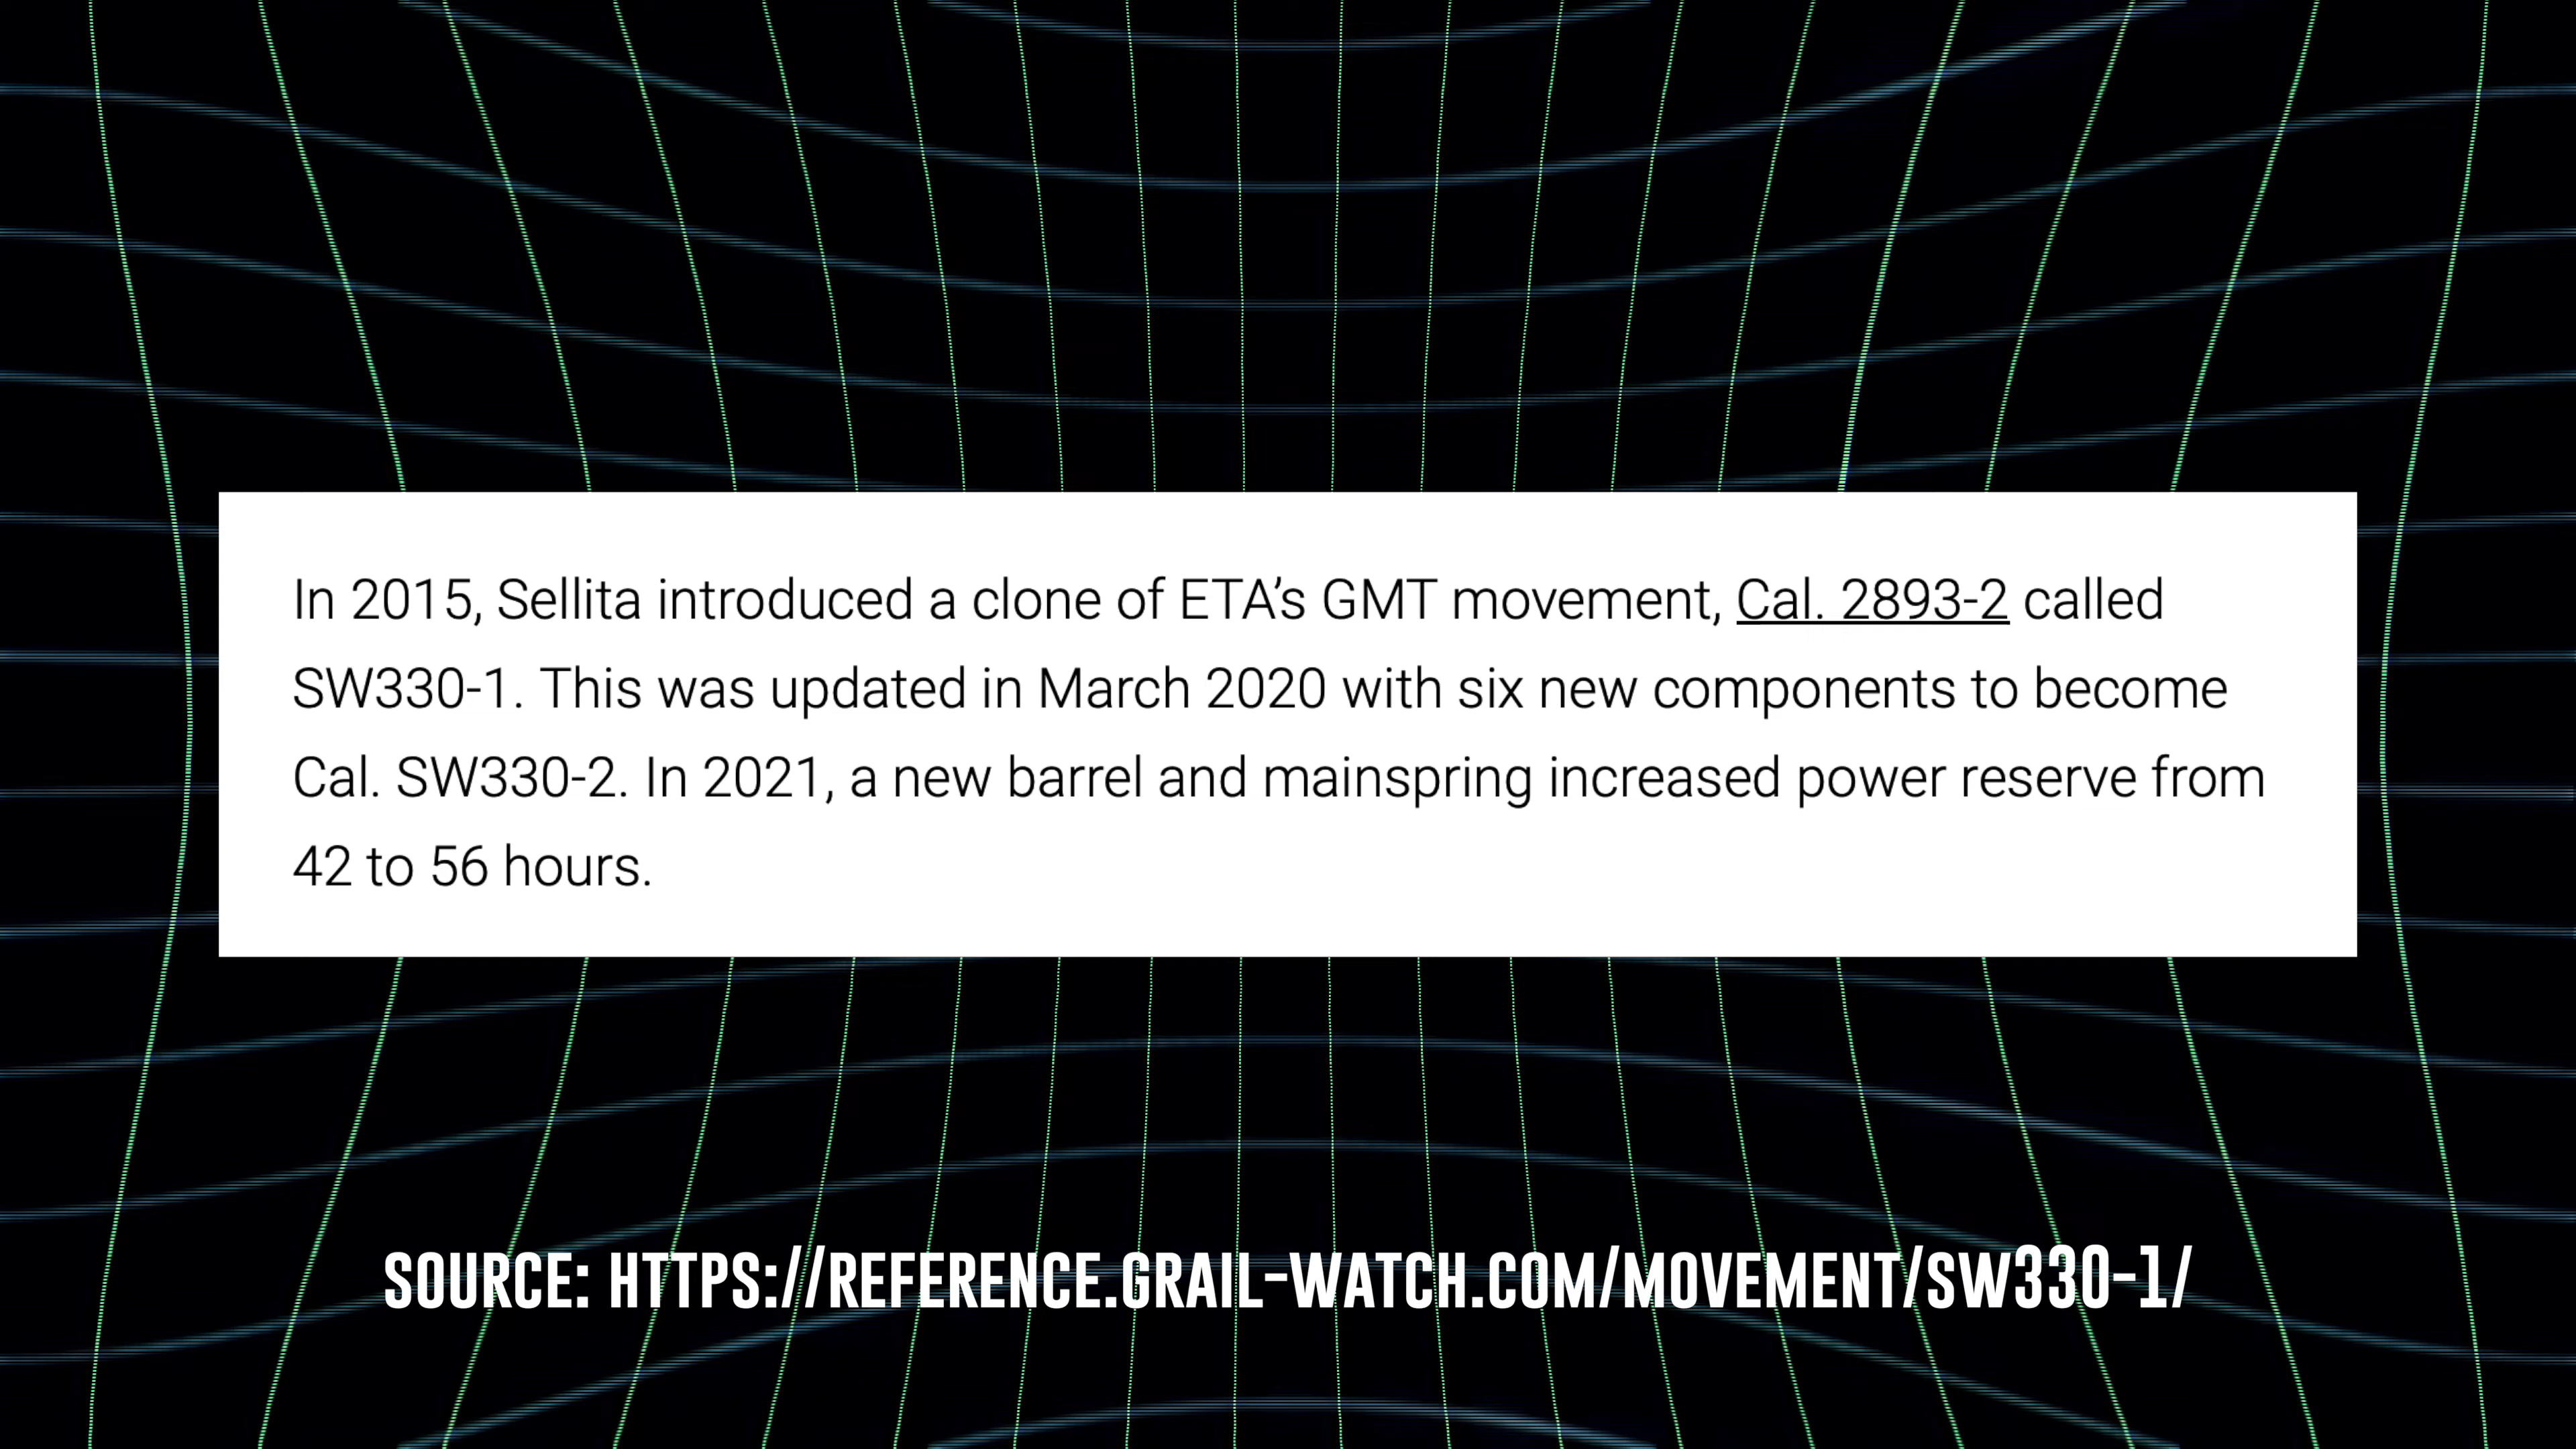 In 2015, Sellita introduced a clone of ETA’s GMT movement, Cal. 2893-2 called
SW330-1. This was updated in March 2020 with six new components to become
Cal. SW330-2. In 2021, a new barrel and mainspring increased power reserve from
42 to 56 hours.
SOURCE: HTTPS://REFERENCE.GRAIL-WATCH.COM/MOVEMENT/SW330-1/